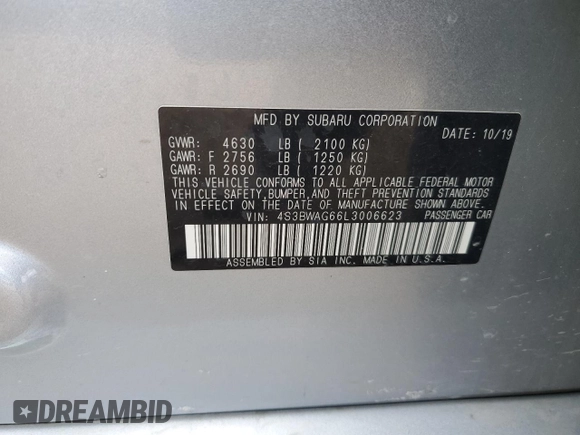 MFD BY SUBARU CORPORATION
DATE: 10/19
GVWR: 4630 LB ( 2100 KG)
GAWR: F 2756 LB ( 1250 KG)
GAWR: R 2690 LB ( 1220 KG)
THIS VEHICLE CONFORMS TO ALL APPLICABLE FEDERAL MOTOR
VEHICLE SAFETY, BUMPER, AND THEFT PREVENTION STANDARDS
IN EFFECT ON THE DATE OF MANUFACTURE SHOWN ABOVE.
VIN: 4S3BWAG66L3006623 PASSENGER CAR
ASSEMBLED BY SIA INC. MADE IN U.S.A.
DREAMBID